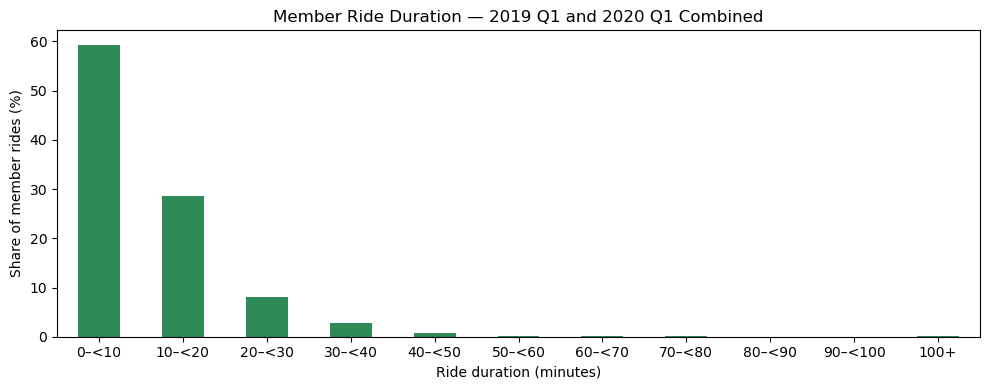 Member Ride Duration — 2019 Q1 and 2020 Q1 Combined
Share of member rides (%)
60
50
40
30
20
10
0
0–<10 10–<20 20–<30 30–<40 40–<50 50–<60 60–<70 70–<80 80–<90 90–<100 100+
Ride duration (minutes)